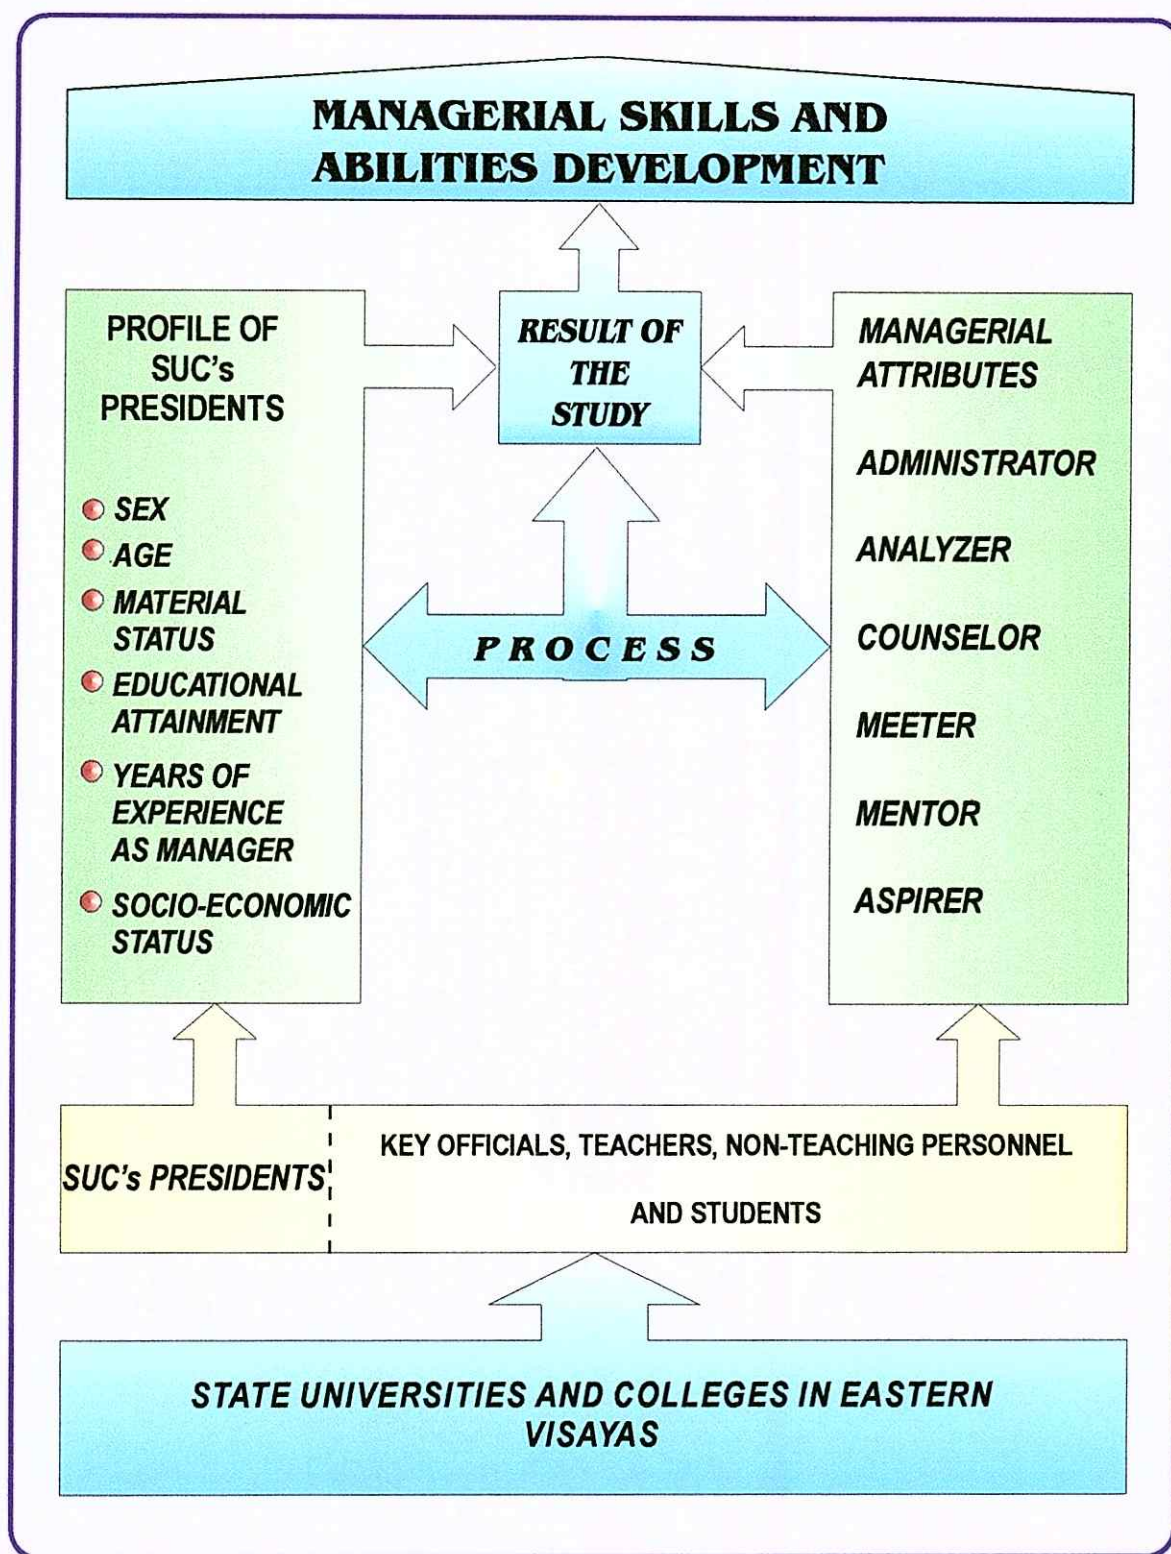 MANAGERIAL SKILLS AND
ABILITIES DEVELOPMENT
PROFILE OF
SUC's
PRESIDENTS
SEX
AGE
MATERIAL
STATUS
EDUCATIONAL
ATTAINMENT
YEARS OF
EXPERIENCE
AS MANAGER
SOCIO-ECONOMIC
STATUS
RESULT OF
THE
STUDY
PROCESS
MANAGERIAL
ATTRIBUTES
ADMINISTRATOR
ANALYZER
COUNSELOR
MEETER
MENTOR
ASPIRER
SUC's PRESIDENTS
KEY OFFICIALS, TEACHERS, NON-TEACHING PERSONNEL
AND STUDENTS
STATE UNIVERSITIES AND COLLEGES IN EASTERN
VISAYAS